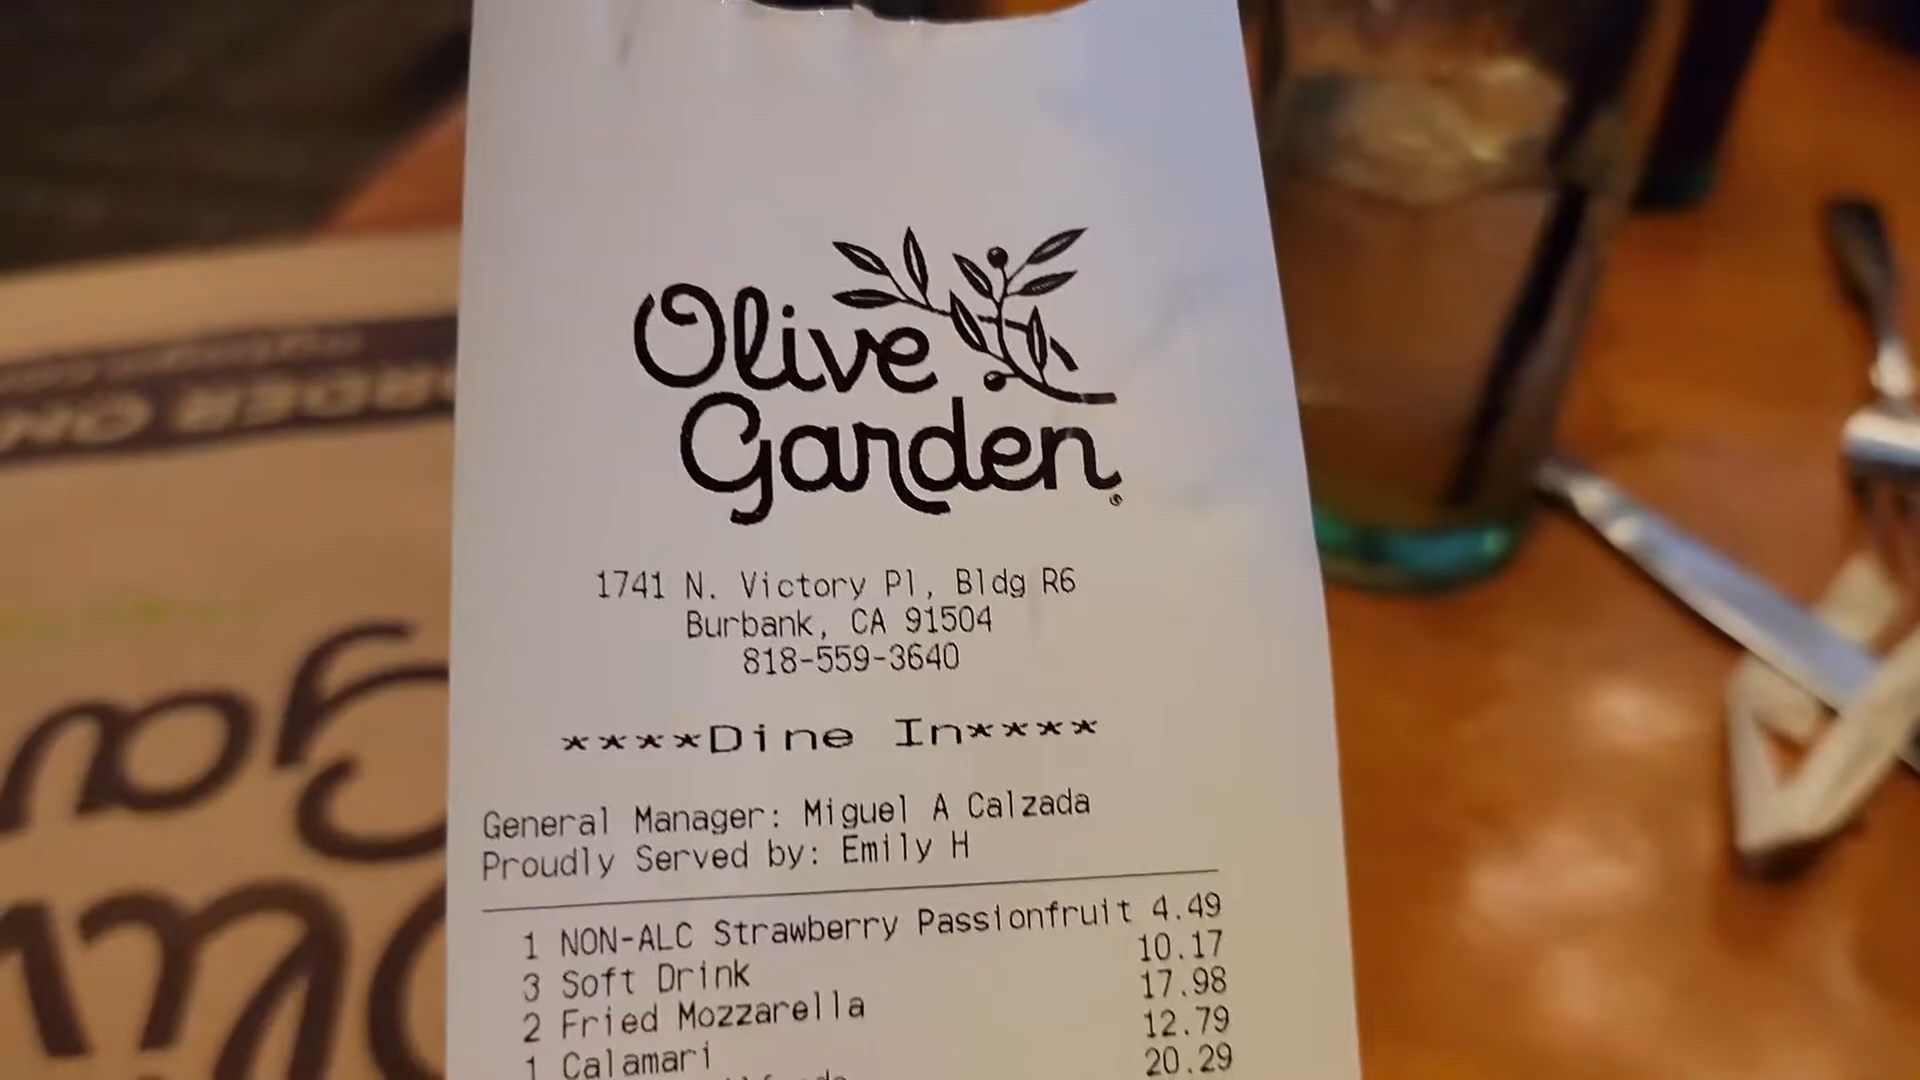 Olive
Garden®
1741 N. Victory Pl, Bldg R6
Burbank, CA 91504
818-559-3640
****Dine In****
General Manager: Miguel A Calzada
Proudly Served by: Emily H
1 NON-ALC Strawberry Passionfruit 4.49
3 Soft Drink 10.17
2 Fried Mozzarella 17.98
1 Calamari 12.79
20.29
ORDER ON